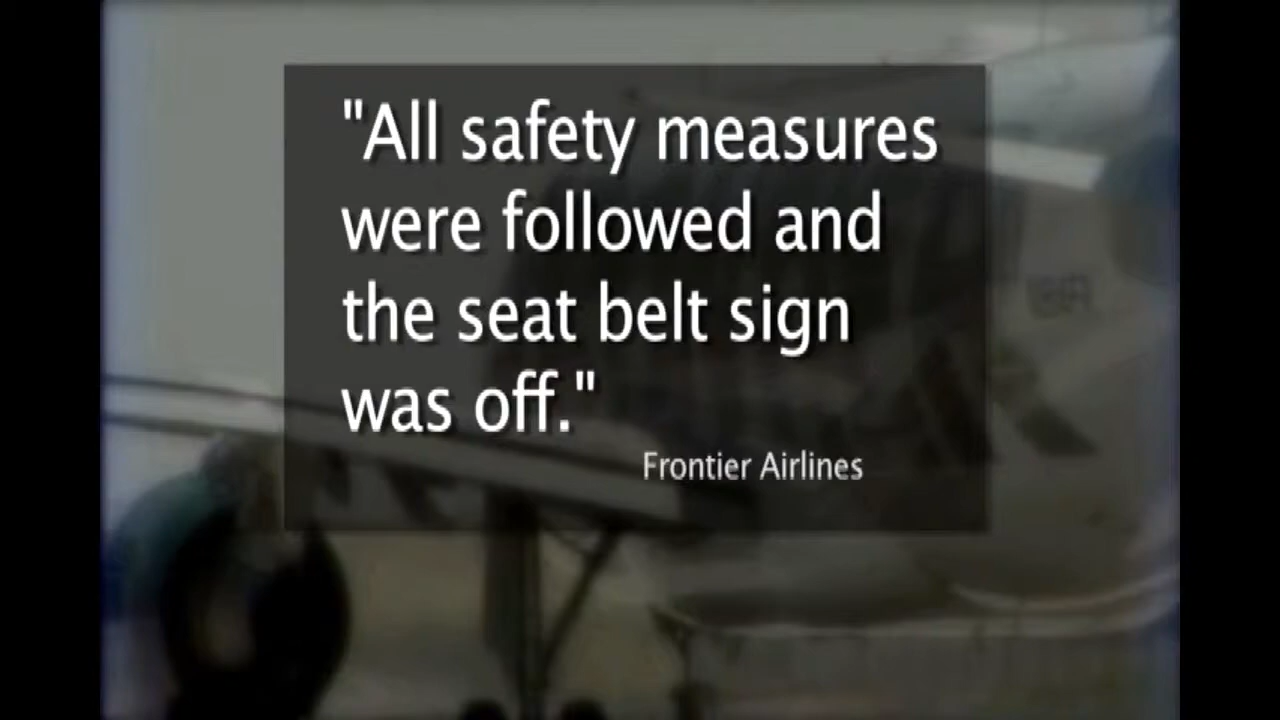 "All safety measures
were followed and
the seat belt sign
was off."
Frontier Airlines